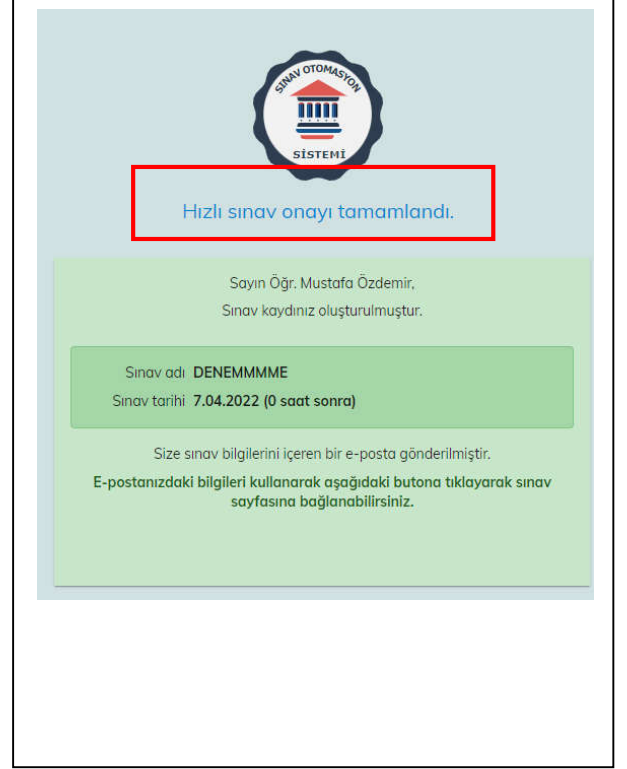 SINAV OTOMASYON
SİSTEMİ
Hızlı sınav onayı tamamlandı.
Sayın Öğr. Mustafa Özdemir,
Sınav kaydınız oluşturulmuştur.
Sınav adı DENEMMMME
Sınav tarihi 7.04.2022 (0 saat sonra)
Size sınav bilgilerini içeren bir e-posta gönderilmiştir.
E-postanızdaki bilgileri kullanarak aşağıdaki butona tıklayarak sınav
sayfasına bağlanabilirsiniz.